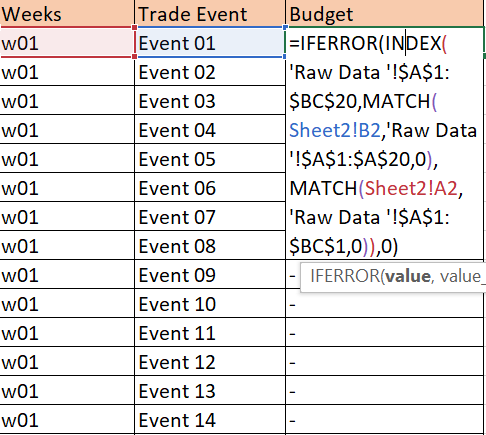 Weeks Trade Event Budget
w01 Event 01 =IFERROR(INDEX(
w01 Event 02 'Raw Data '!$A$1:
w01 Event 03 $BC$20,MATCH(
w01 Event 04 Sheet2!B2,'Raw Data
w01 Event 05 '!$A$1:$A$20,0),
w01 Event 06 MATCH(Sheet2!A2,
w01 Event 07 'Raw Data '!$A$1:
w01 Event 08 $BC$1,0)),0)
w01 Event 09 - IFERROR(value, value_
w01 Event 10 -
w01 Event 11 -
w01 Event 12 -
w01 Event 13 -
w01 Event 14 -